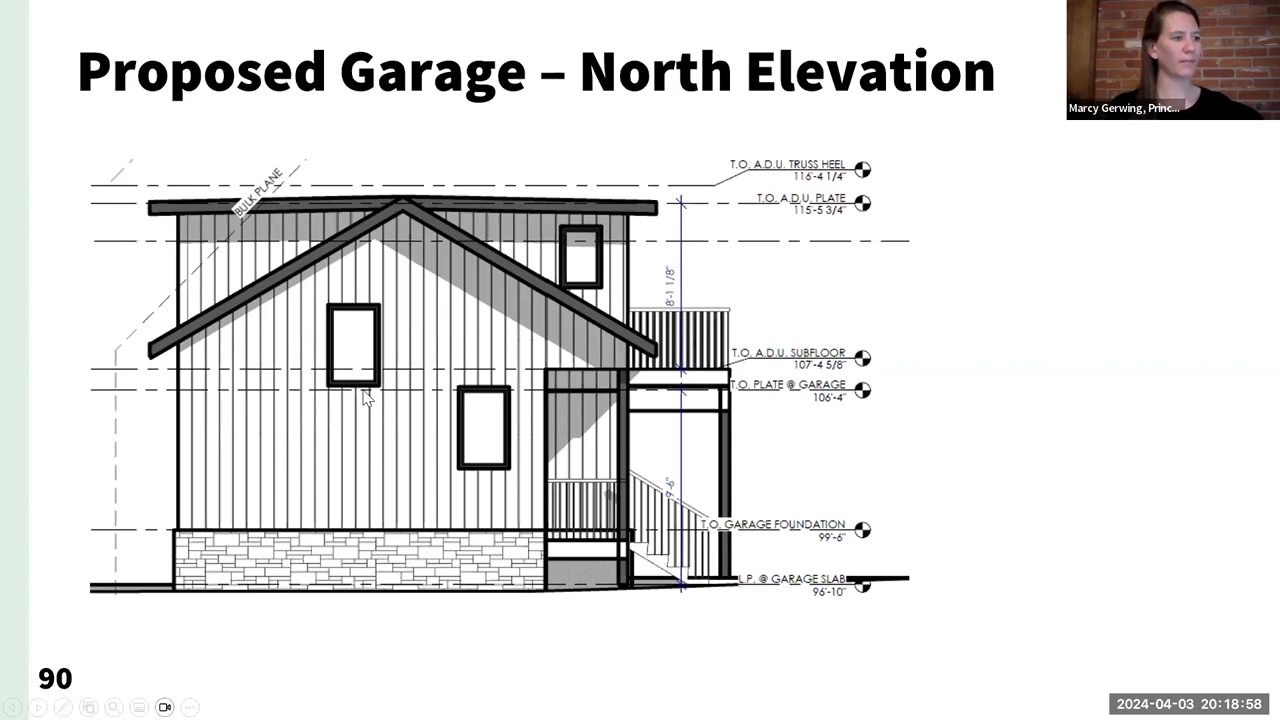 Proposed Garage – North Elevation
Marcy Gerwing, Princ...
BULK PLANE
T.O. A.D.U. TRUSS HEEL
116'-4 1/4"
T.O. A.D.U. PLATE
115'-5 3/4"
8'-1 1/8"
T.O. A.D.U. SUBFLOOR
107'-4 5/8"
T.O. PLATE @ GARAGE
106'-4"
9'-6"
T.O. GARAGE FOUNDATION
99'-6"
L.P. @ GARAGE SLAB
96'-10"
90
2024-04-03 20:18:58